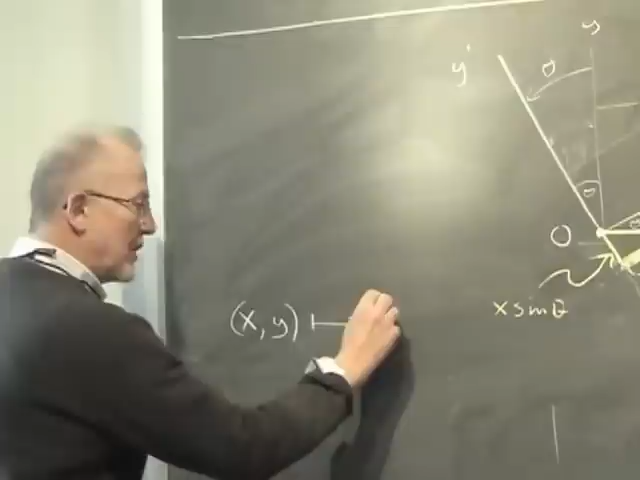 y
y' θ
θ
O
x sin θ
(x, y) ↦